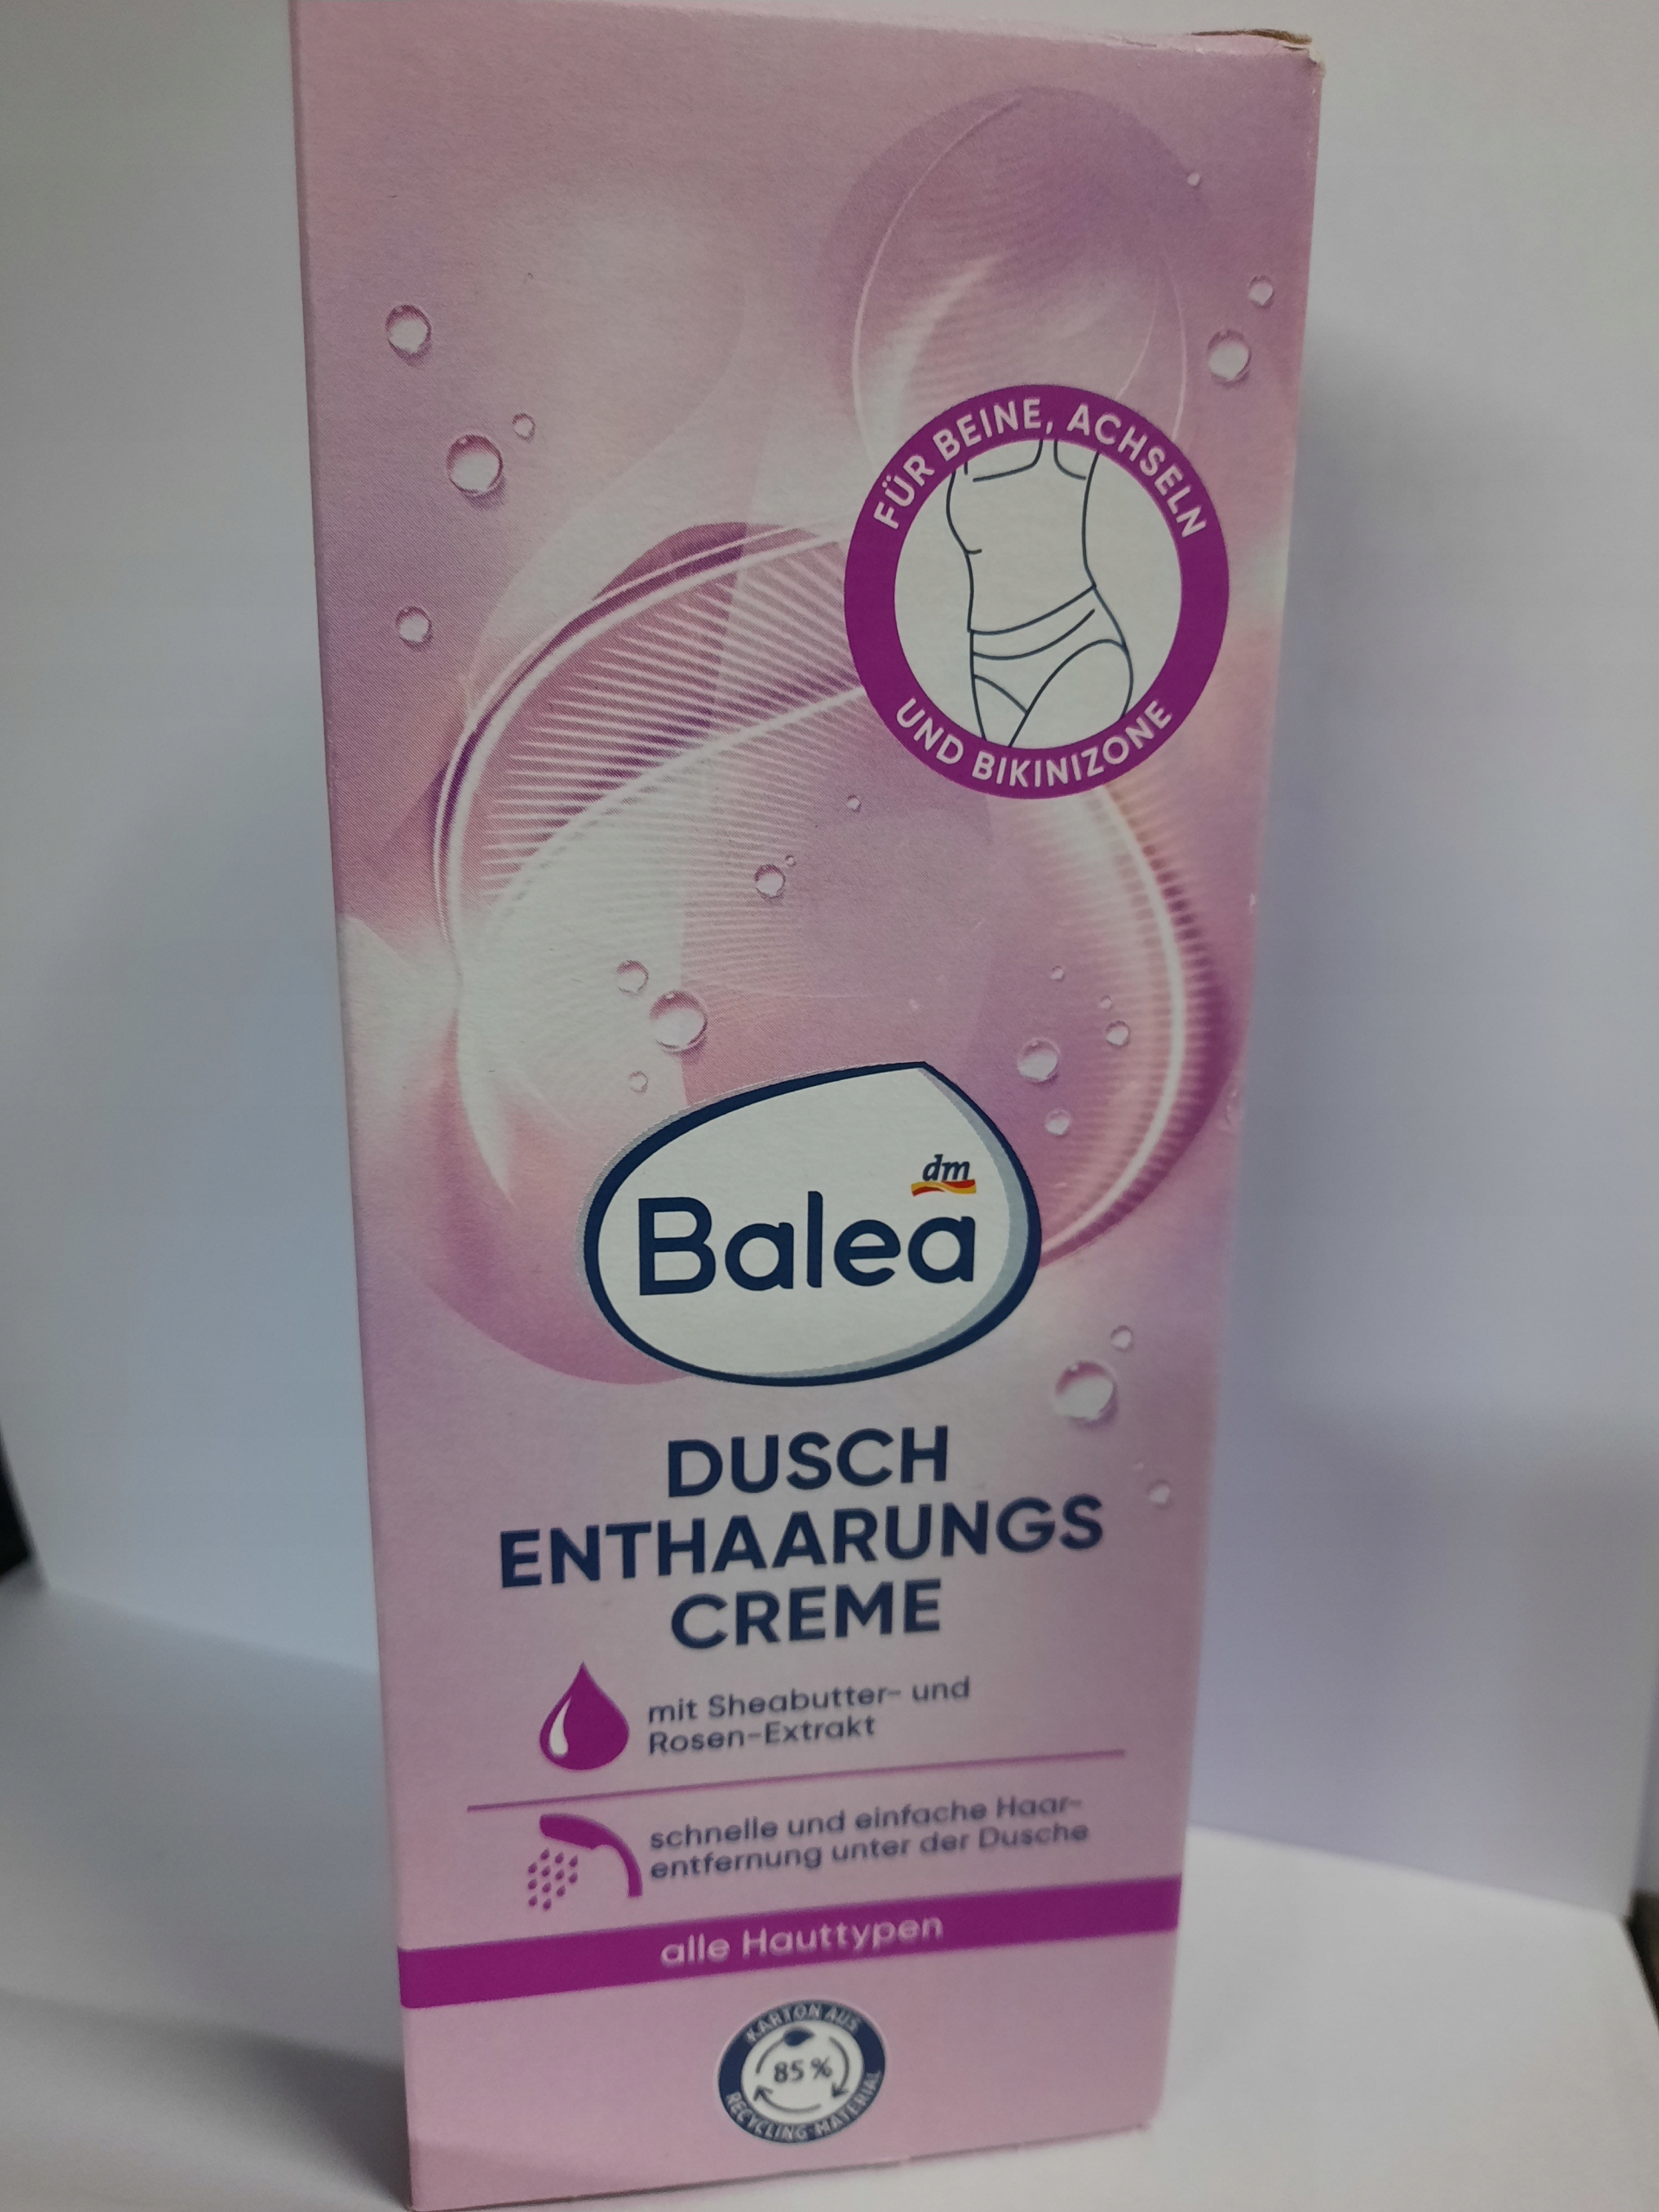 FÜR BEINE, ACHSELN
UND BIKINIZONE
dm
Balea
DUSCH
ENTHAARUNGS
CREME
mit Sheabutter- und
Rosen-Extrakt
schnelle und einfache Haar-
entfernung unter der Dusche
alle Hauttypen
KARTON AUS
85 %
RECYCLING-MATERIAL